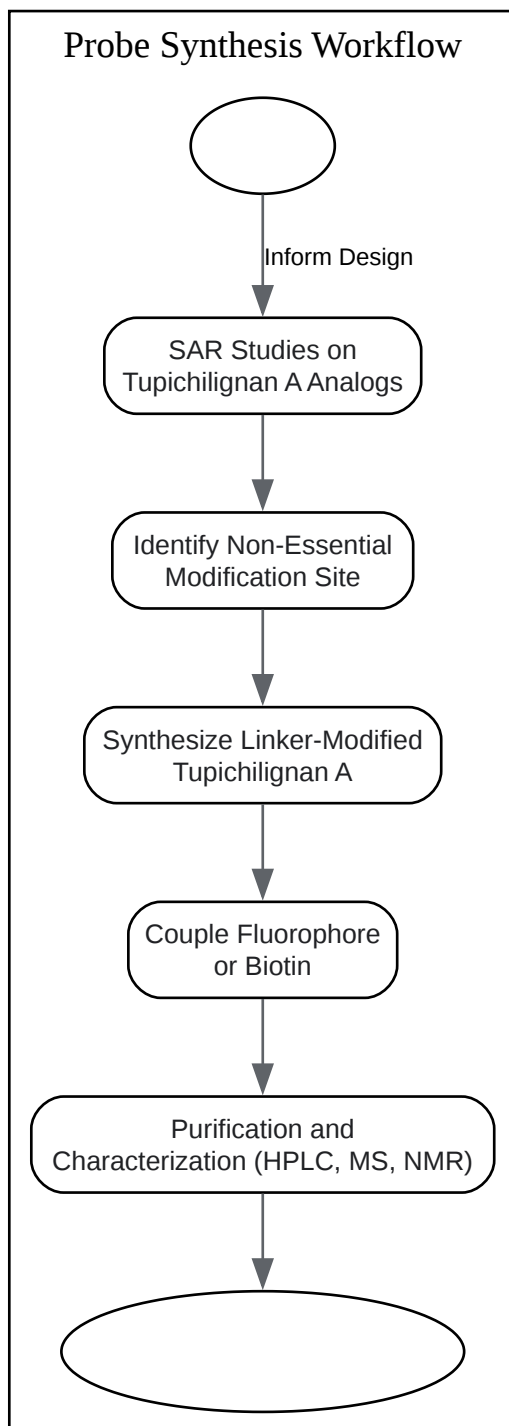 Probe Synthesis Workflow
Inform Design
SAR Studies on
Tupichilignan A Analogs
Identify Non-Essential
Modification Site
Synthesize Linker-Modified
Tupichilignan A
Couple Fluorophore
or Biotin
Purification and
Characterization (HPLC, MS, NMR)